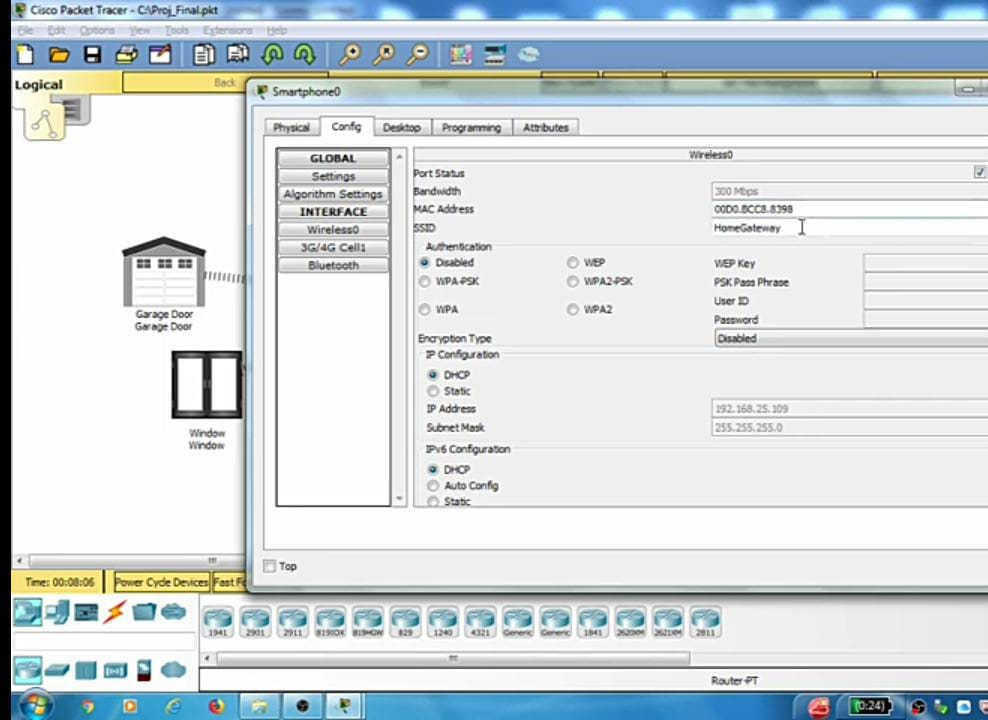 Cisco Packet Tracer - C:\Proj_Final.pkt
File Edit Options View Tools Extensions Help
Logical
Back
Smartphone0
Physical Config Desktop Programming Attributes
GLOBAL
Settings
Algorithm Settings
INTERFACE
Wireless0
3G/4G Cell1
Bluetooth
Wireless0
Port Status
Bandwidth 300 Mbps
MAC Address 00D0.BCC8.8398
SSID HomeGateway
Authentication
Disabled WEP WEP Key
WPA-PSK WPA2-PSK PSK Pass Phrase
User ID
WPA WPA2
Password
Encryption Type Disabled
IP Configuration
DHCP
Static
IP Address 192.168.25.109
Subnet Mask 255.255.255.0
IPv6 Configuration
DHCP
Auto Config
Static
Top
Garage Door
Garage Door
Window
Window
Time: 00:08:06 Power Cycle Devices Fast Fo
1941 2901 2911 819IOX 819HGW 829 1240 4321 Generic Generic 1841 2620XM 2621XM 2811
Router-PT
(0:24)